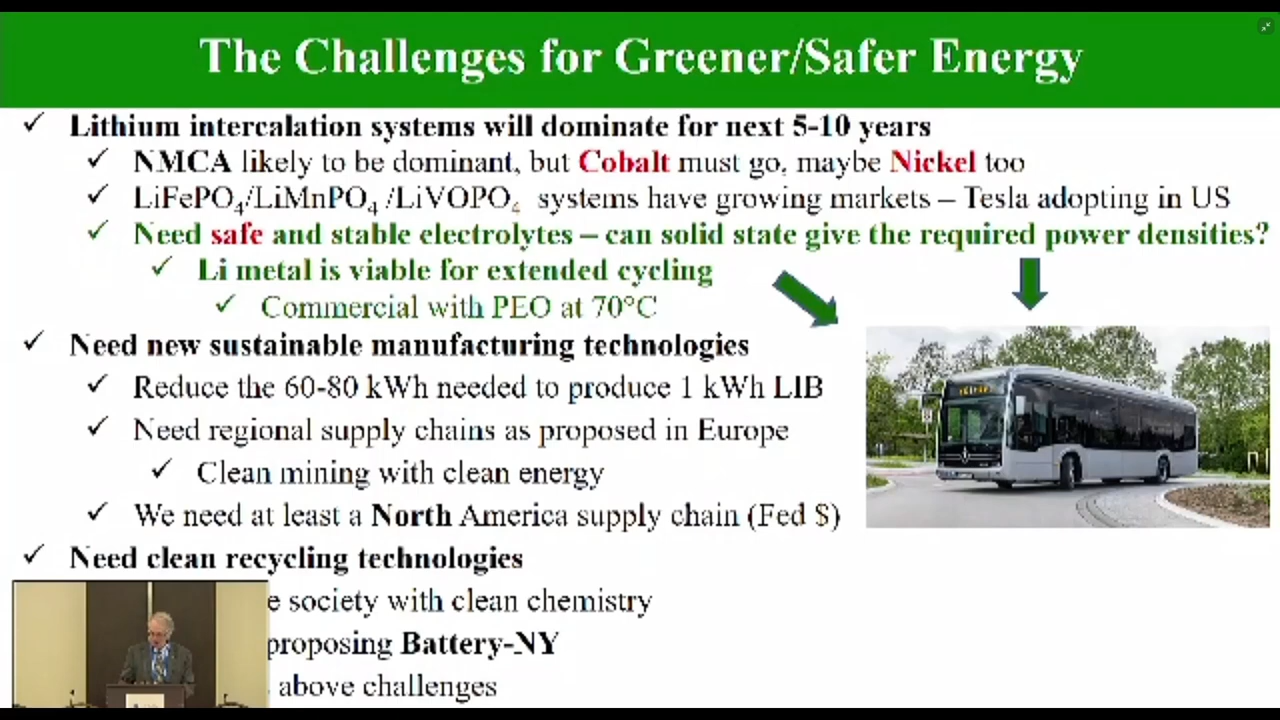 The Challenges for Greener/Safer Energy
✓ Lithium intercalation systems will dominate for next 5-10 years
✓ NMCA likely to be dominant, but Cobalt must go, maybe Nickel too
✓ LiFePO₄/LiMnPO₄ /LiVOPO₄ systems have growing markets – Tesla adopting in US
✓ Need safe and stable electrolytes – can solid state give the required power densities?
✓ Li metal is viable for extended cycling
✓ Commercial with PEO at 70°C
✓ Need new sustainable manufacturing technologies
✓ Reduce the 60-80 kWh needed to produce 1 kWh LIB
✓ Need regional supply chains as proposed in Europe
✓ Clean mining with clean energy
✓ We need at least a North America supply chain (Fed $)
✓ Need clean recycling technologies
society with clean chemistry
proposing Battery-NY
above challenges